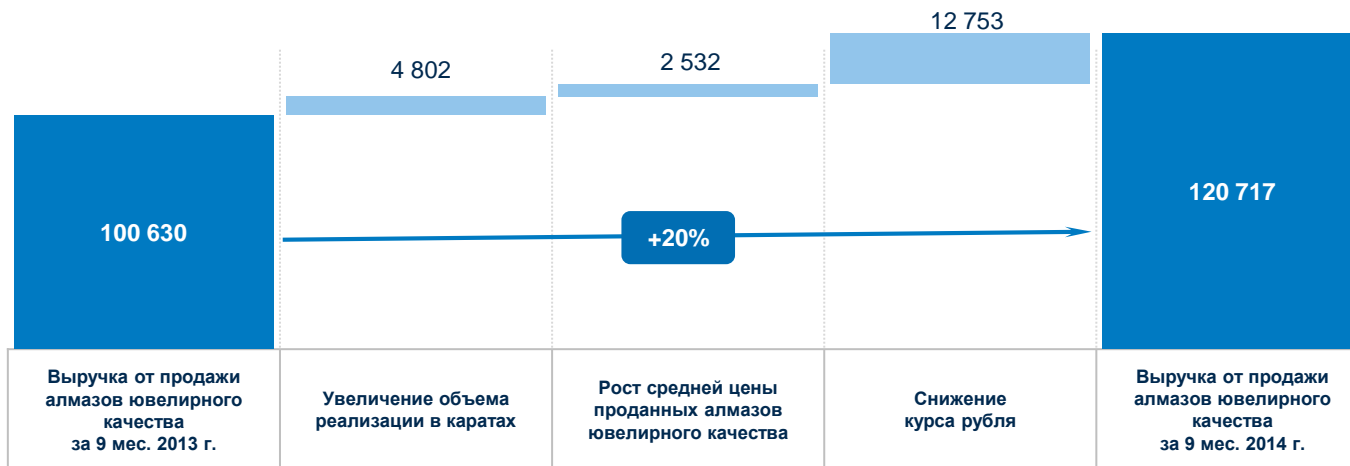 12 753
4 802
2 532
100 630
+20%
120 717
Выручка от продажи
алмазов ювелирного
качества
за 9 мес. 2013 г.
Увеличение объема
реализации в каратах
Рост средней цены
проданных алмазов
ювелирного качества
Снижение
курса рубля
Выручка от продажи
алмазов ювелирного
качества
за 9 мес. 2014 г.